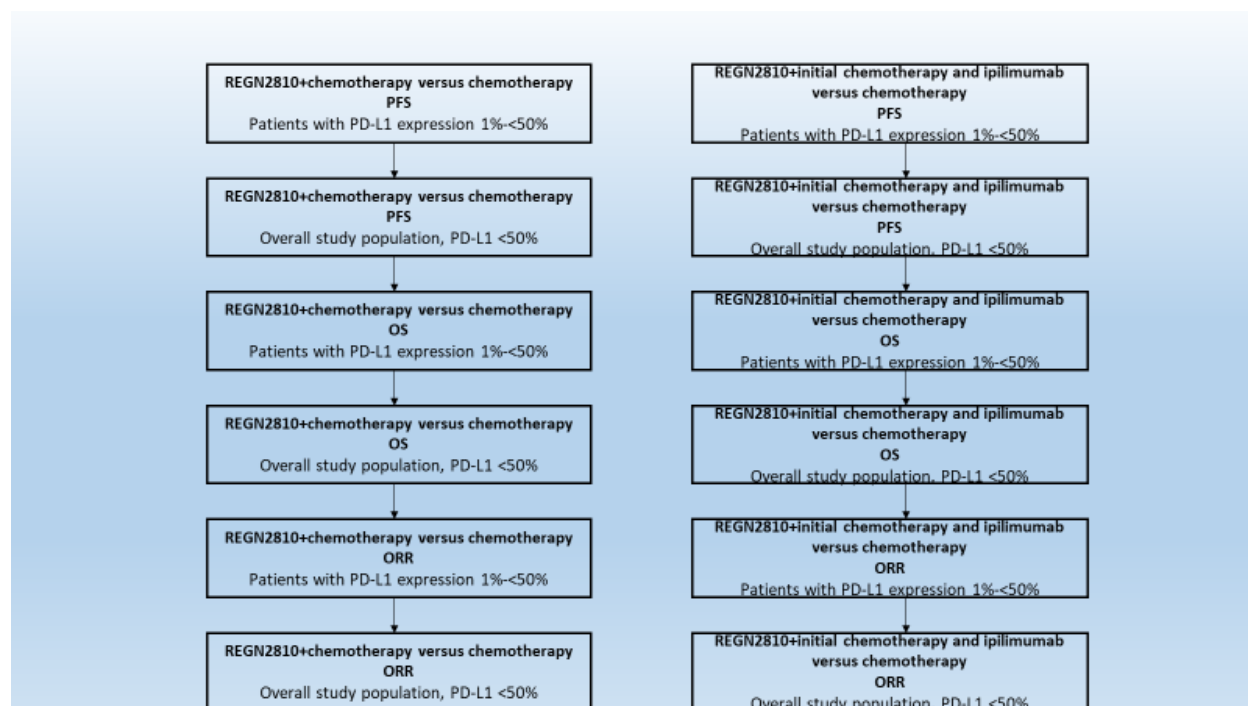 REGN2810+chemotherapy versus chemotherapy
PFS
Patients with PD-L1 expression 1%-<50%
REGN2810+chemotherapy versus chemotherapy
PFS
Overall study population, PD-L1 <50%
REGN2810+chemotherapy versus chemotherapy
OS
Patients with PD-L1 expression 1%-<50%
REGN2810+chemotherapy versus chemotherapy
OS
Overall study population, PD-L1 <50%
REGN2810+chemotherapy versus chemotherapy
ORR
Patients with PD-L1 expression 1%-<50%
REGN2810+chemotherapy versus chemotherapy
ORR
Overall study population, PD-L1 <50%
REGN2810+initial chemotherapy and ipilimumab
versus chemotherapy
PFS
Patients with PD-L1 expression 1%-<50%
REGN2810+initial chemotherapy and ipilimumab
versus chemotherapy
PFS
Overall study population, PD-L1 <50%
REGN2810+initial chemotherapy and ipilimumab
versus chemotherapy
OS
Patients with PD-L1 expression 1%-<50%
REGN2810+initial chemotherapy and ipilimumab
versus chemotherapy
OS
Overall study population, PD-L1 <50%
REGN2810+initial chemotherapy and ipilimumab
versus chemotherapy
ORR
Patients with PD-L1 expression 1%-<50%
REGN2810+initial chemotherapy and ipilimumab
versus chemotherapy
ORR
Overall study population, PD-L1 <50%